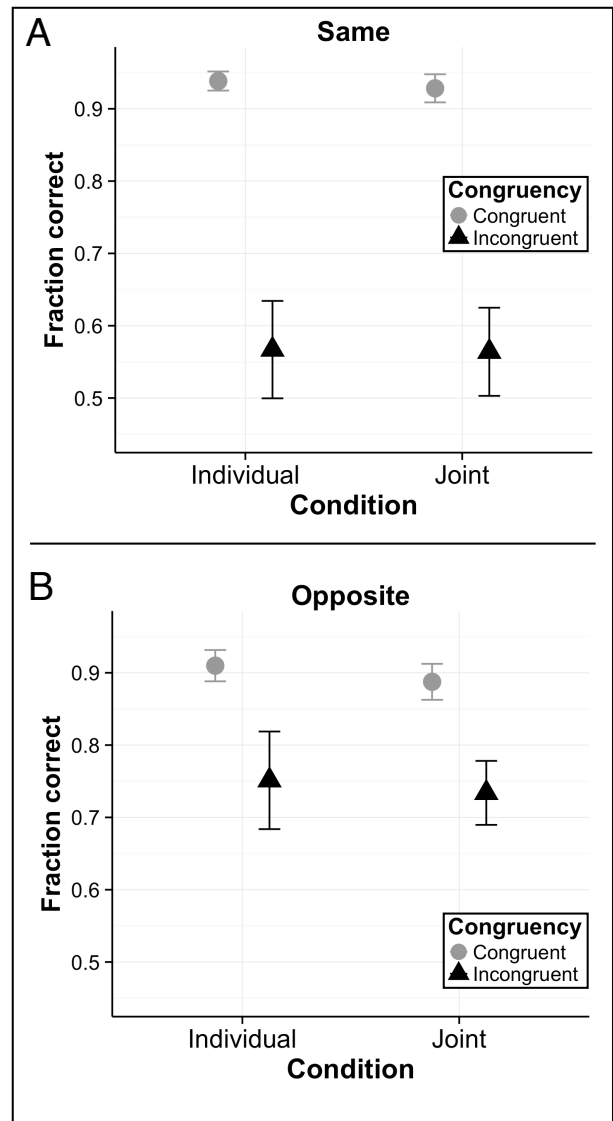 A
Same
Fraction correct
0.9
0.8
0.7
0.6
0.5
Congruency
Congruent
Incongruent
Individual
Joint
Condition
B
Opposite
Fraction correct
0.9
0.8
0.7
0.6
0.5
Congruency
Congruent
Incongruent
Individual
Joint
Condition